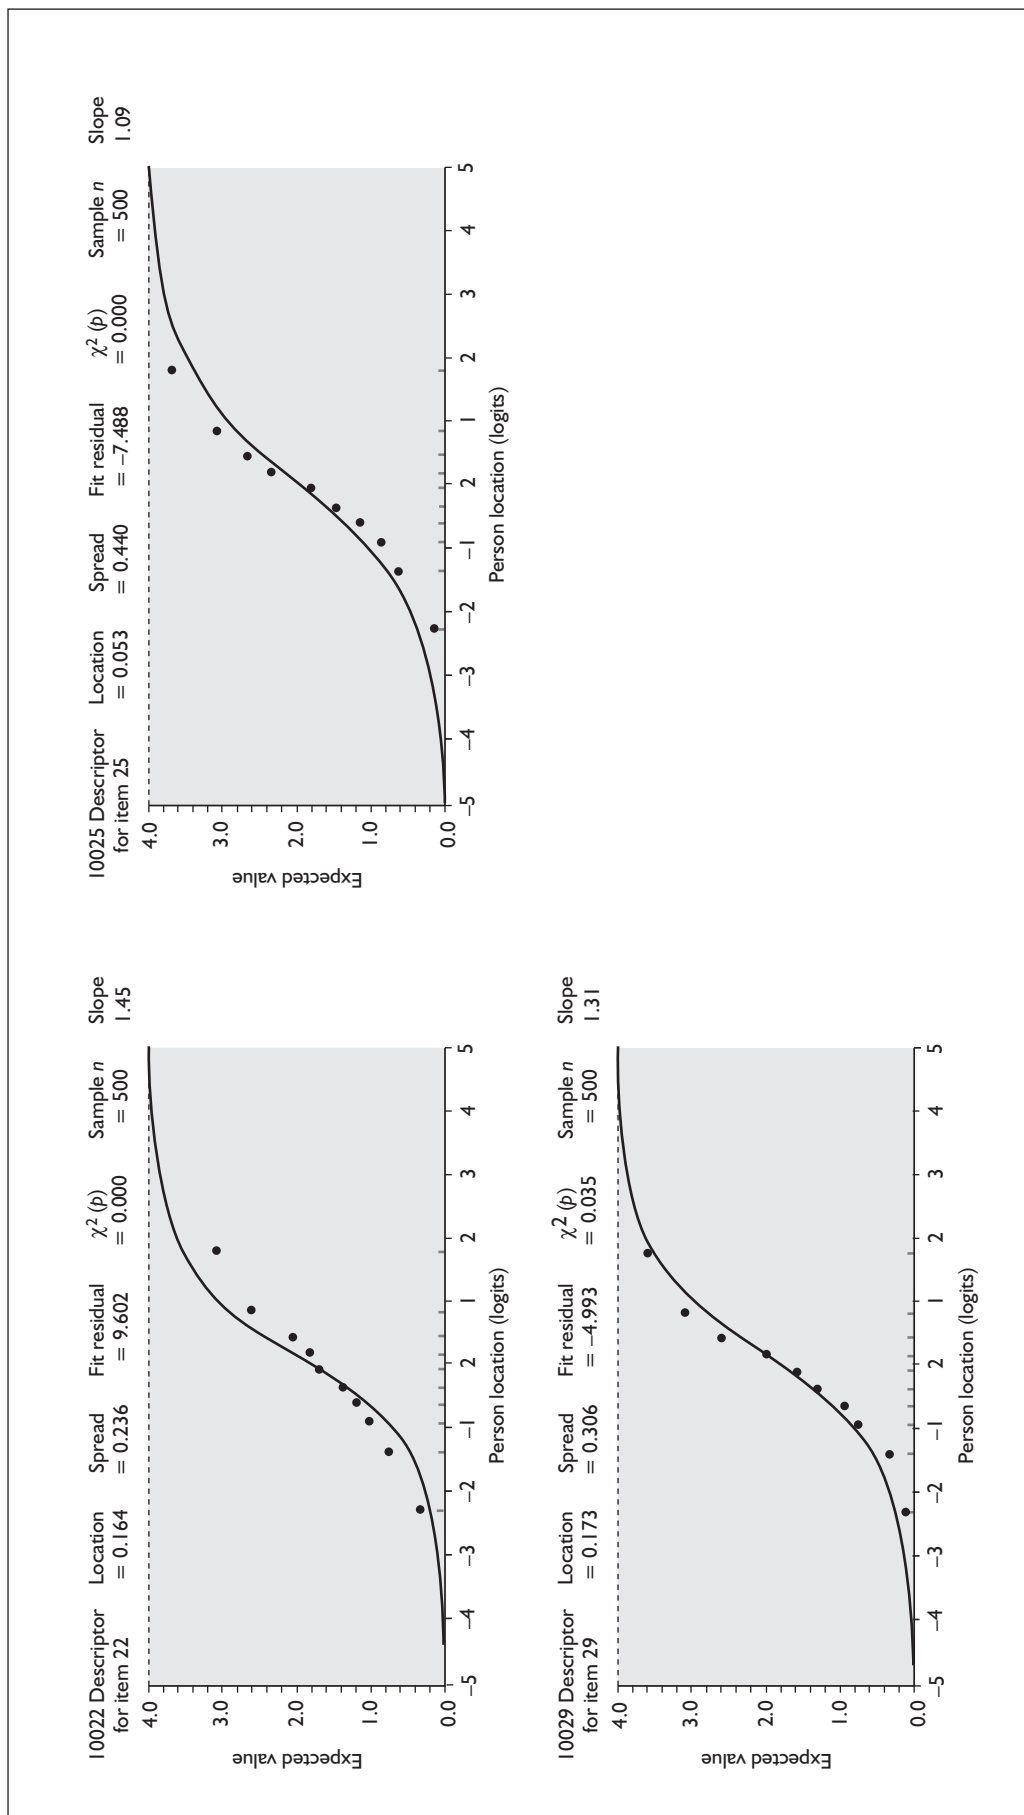 10022 Descriptor Location Spread Fit residual χ² (p) Sample n Slope
for item 22 = 0.164 = 0.236 = 9.602 = 0.000 = 500 1.45
4.0
3.0
2.0
1.0
0.0
Expected value
–5 –4 –3 –2 –1 2 1 2 3 4 5
Person location (logits)
10025 Descriptor Location Spread Fit residual χ² (p) Sample n Slope
for item 25 = 0.053 = 0.440 = –7.488 = 0.000 = 500 1.09
4.0
3.0
2.0
1.0
0.0
Expected value
–5 –4 –3 –2 –1 2 1 2 3 4 5
Person location (logits)
10029 Descriptor Location Spread Fit residual χ² (p) Sample n Slope
for item 29 = 0.173 = 0.306 = –4.993 = 0.035 = 500 1.31
4.0
3.0
2.0
1.0
0.0
Expected value
–5 –4 –3 –2 –1 2 1 2 3 4 5
Person location (logits)